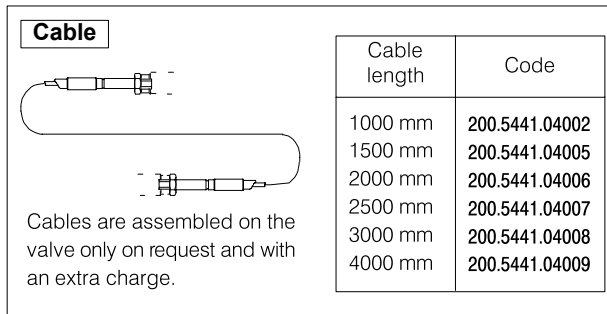 Cable
Cables are assembled on the
valve only on request and with
an extra charge.
Cable length Code
1000 mm 200.5441.04002
1500 mm 200.5441.04005
2000 mm 200.5441.04006
2500 mm 200.5441.04007
3000 mm 200.5441.04008
4000 mm 200.5441.04009